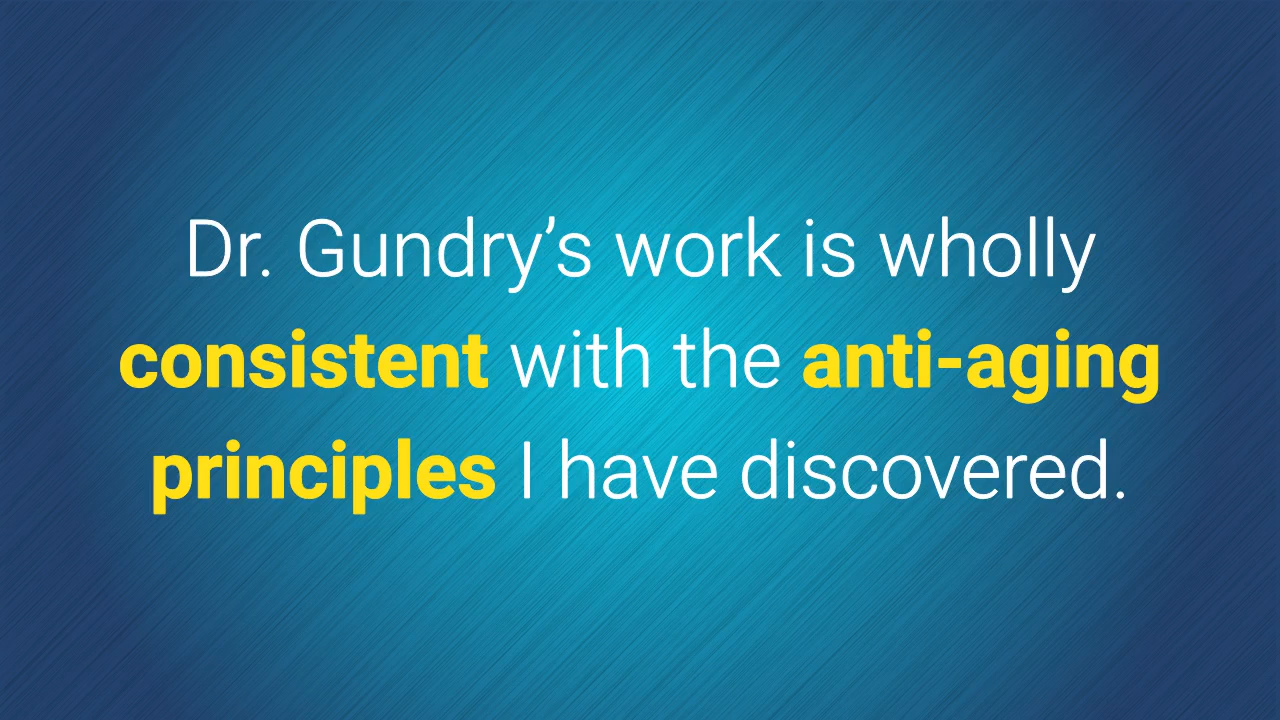 Dr. Gundry’s work is wholly
consistent with the anti-aging
principles I have discovered.